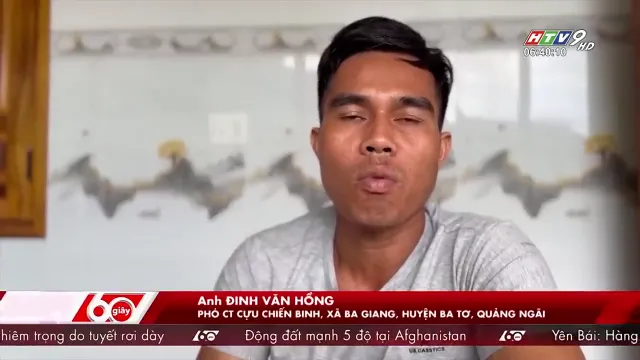 HTV9 HD
06:40:10
Anh ĐINH VĂN HỒNG
PHÓ CT CỰU CHIẾN BINH, XÃ BA GIANG, HUYỆN BA TƠ, QUẢNG NGÃI
60 giây
hiêm trọng do tuyết rơi dày Động đất mạnh 5 độ tại Afghanistan Yên Bái: Hàng